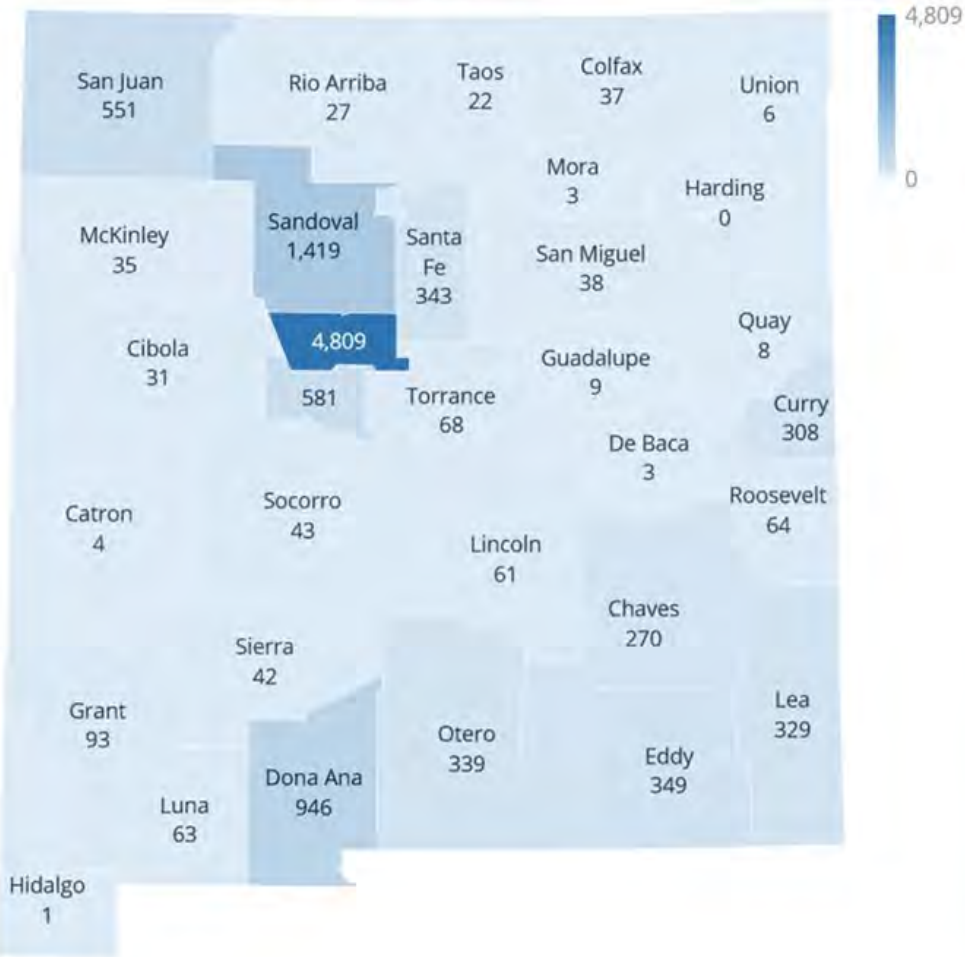 4,809
0
San Juan
551
Rio Arriba
27
Taos
22
Colfax
37
Union
6
Mora
3
Harding
0
McKinley
35
Sandoval
1,419
Santa
Fe
343
San Miguel
38
Quay
8
Cibola
31
4,809
Guadalupe
9
581
Torrance
68
Curry
308
De Baca
3
Roosevelt
64
Catron
4
Socorro
43
Lincoln
61
Chaves
270
Sierra
42
Grant
93
Lea
329
Otero
339
Eddy
349
Dona Ana
946
Luna
63
Hidalgo
1